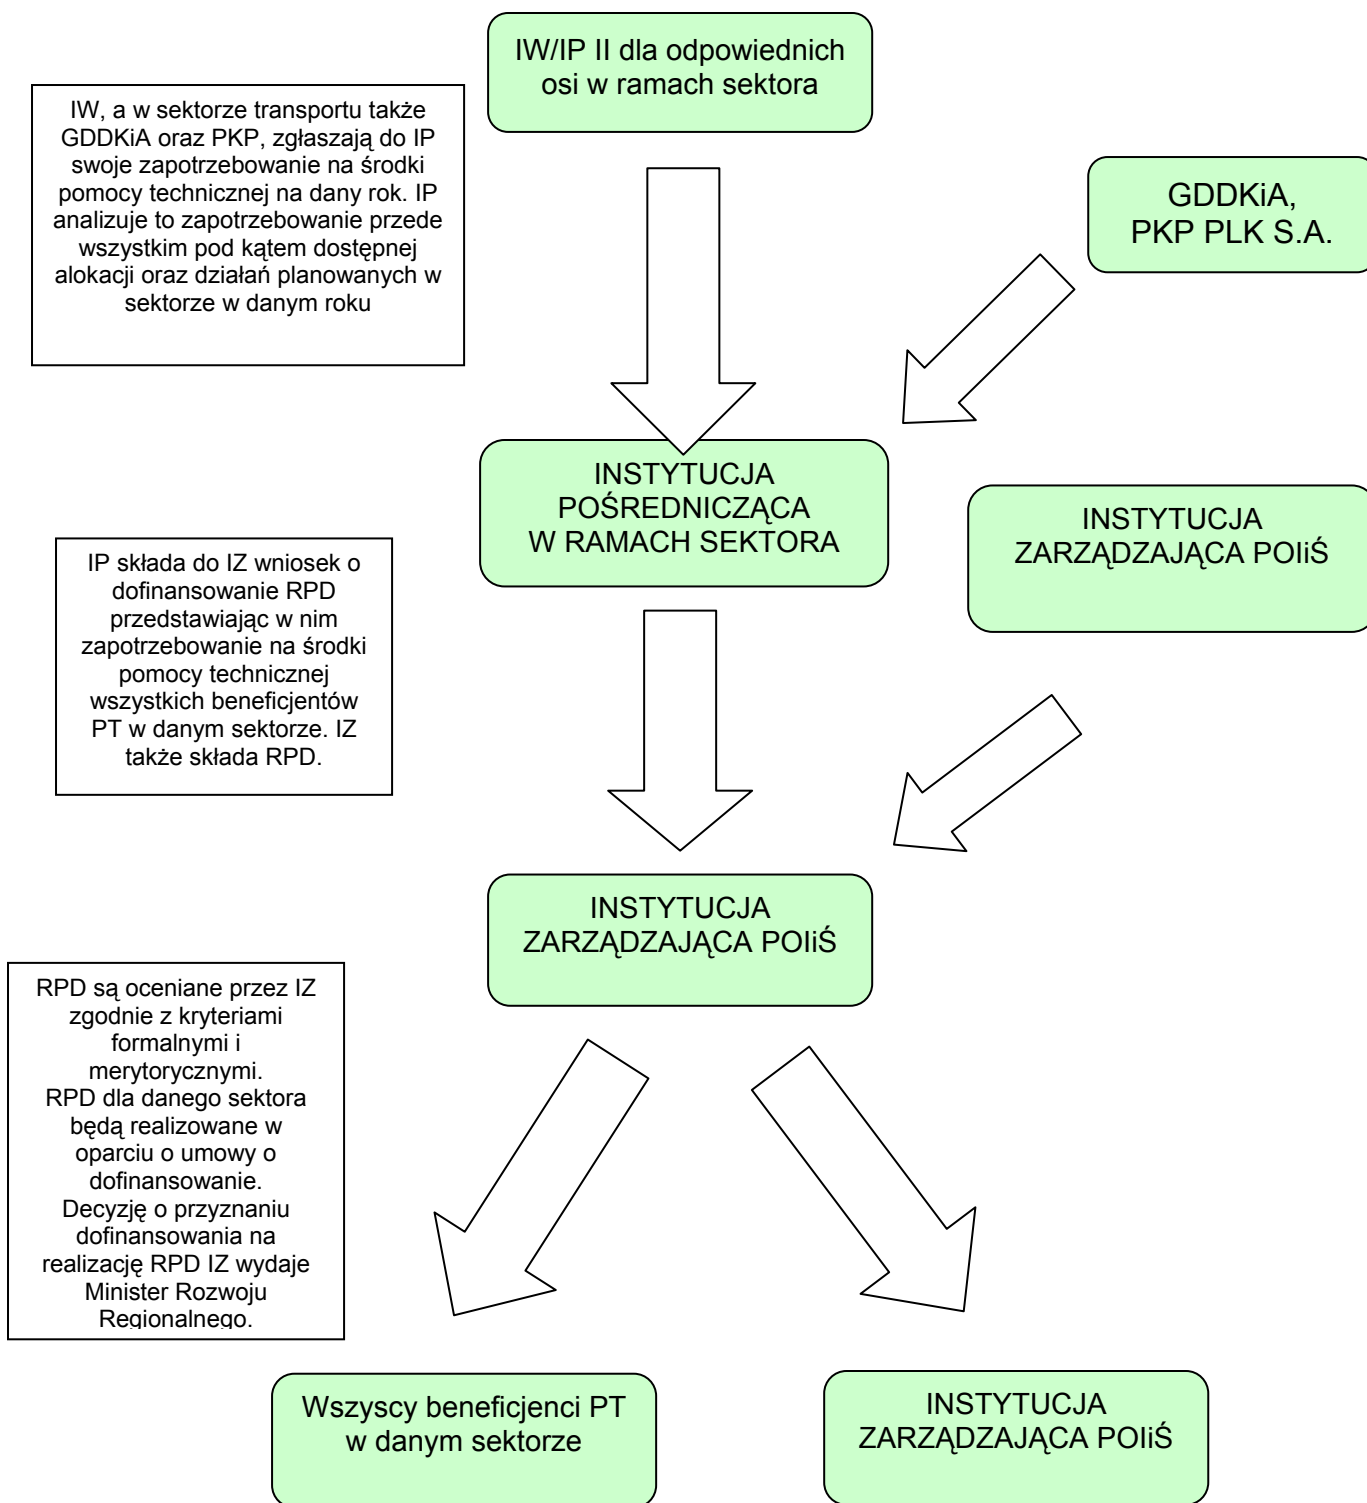 IW/IP II dla odpowiednich
osi w ramach sektora
IW, a w sektorze transportu także
GDDKiA oraz PKP, zgłaszają do IP
swoje zapotrzebowanie na środki
pomocy technicznej na dany rok. IP
analizuje to zapotrzebowanie przede
wszystkim pod kątem dostępnej
alokacji oraz działań planowanych w
sektorze w danym roku
GDDKiA,
PKP PLK S.A.
INSTYTUCJA
POŚREDNICZĄCA
W RAMACH SEKTORA
INSTYTUCJA
ZARZĄDZAJĄCA POIiŚ
IP składa do IZ wniosek o
dofinansowanie RPD
przedstawiając w nim
zapotrzebowanie na środki
pomocy technicznej
wszystkich beneficjentów
PT w danym sektorze. IZ
także składa RPD.
INSTYTUCJA
ZARZĄDZAJĄCA POIiŚ
RPD są oceniane przez IZ
zgodnie z kryteriami
formalnymi i
merytorycznymi.
RPD dla danego sektora
będą realizowane w
oparciu o umowy o
dofinansowanie.
Decyzję o przyznaniu
dofinansowania na
realizację RPD IZ wydaje
Minister Rozwoju
Regionalnego.
Wszyscy beneficjenci PT
w danym sektorze
INSTYTUCJA
ZARZĄDZAJĄCA POIiŚ